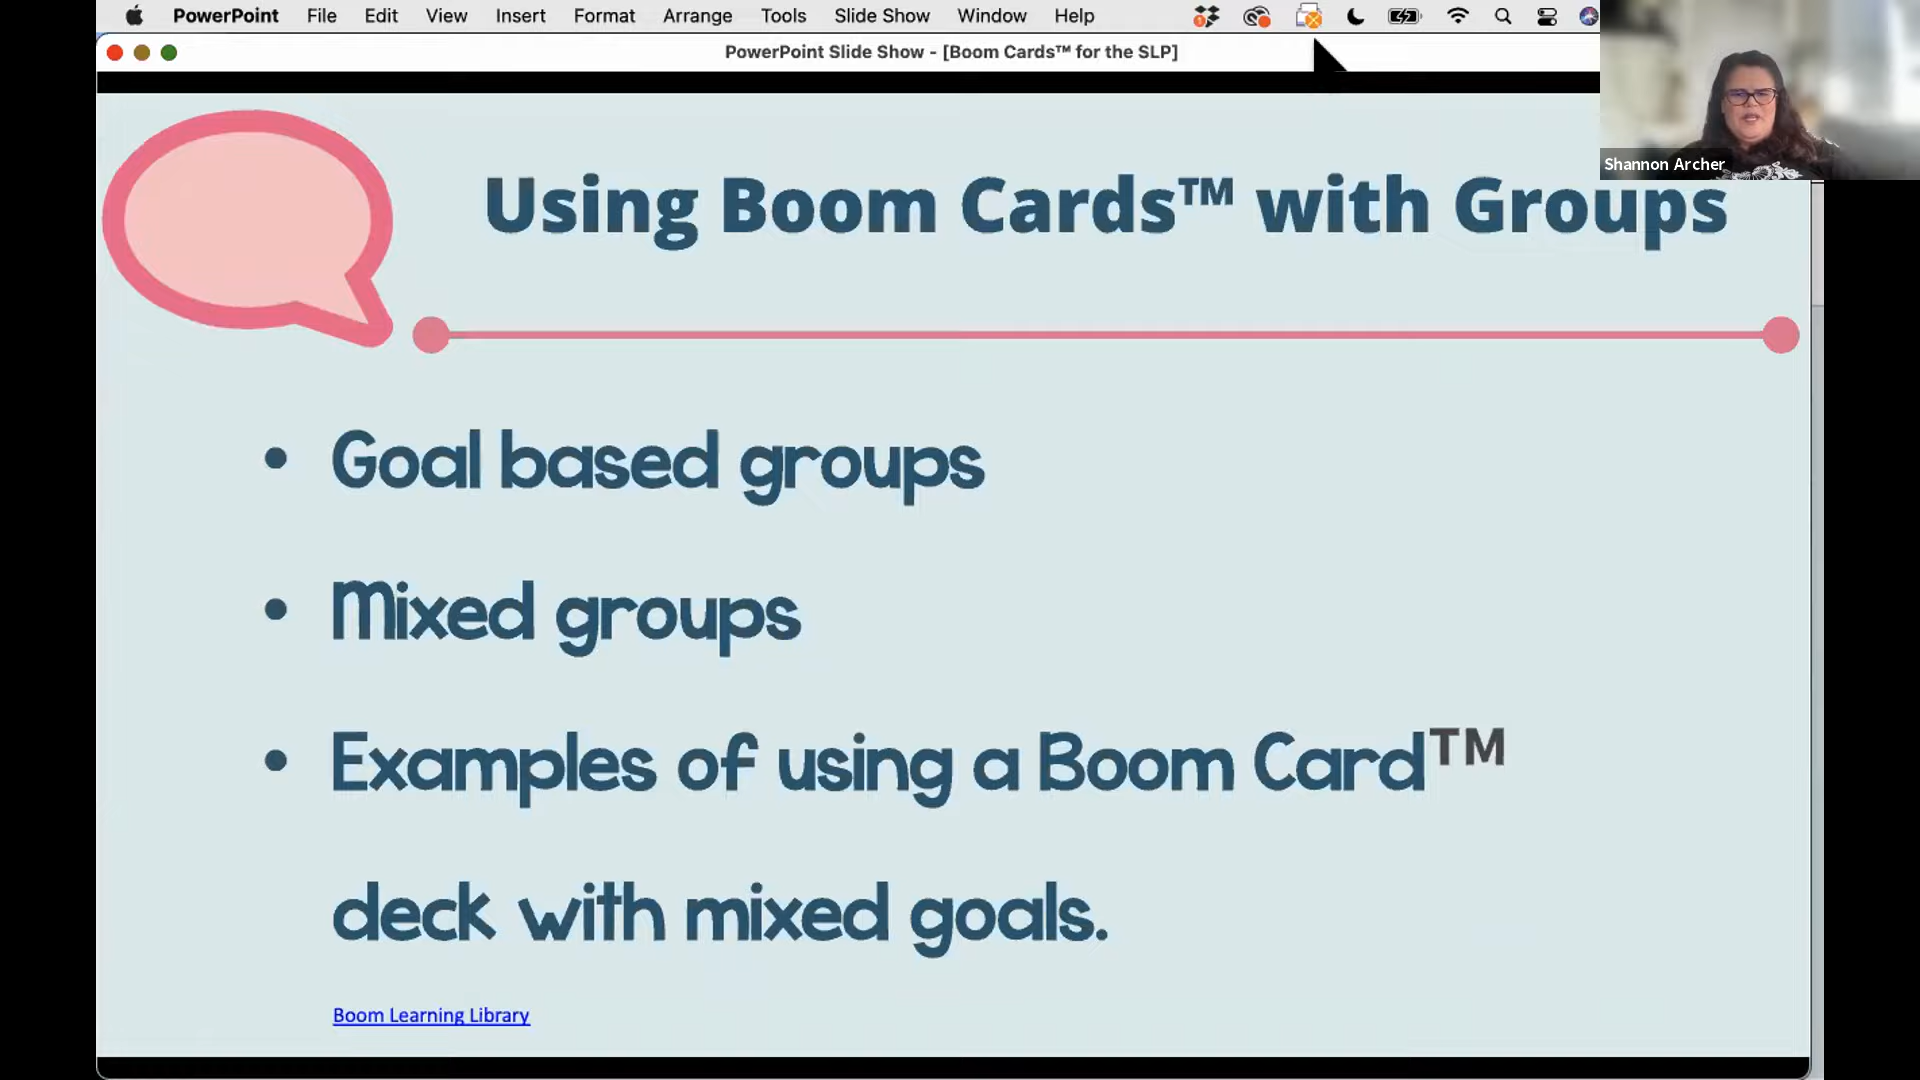 PowerPoint File Edit View Insert Format Arrange Tools Slide Show Window Help
PowerPoint Slide Show - [Boom Cards™ for the SLP]
Shannon Archer
Using Boom Cards™ with Groups
• Goal based groups
• Mixed groups
• Examples of using a Boom Card™
deck with mixed goals.
Boom Learning Library